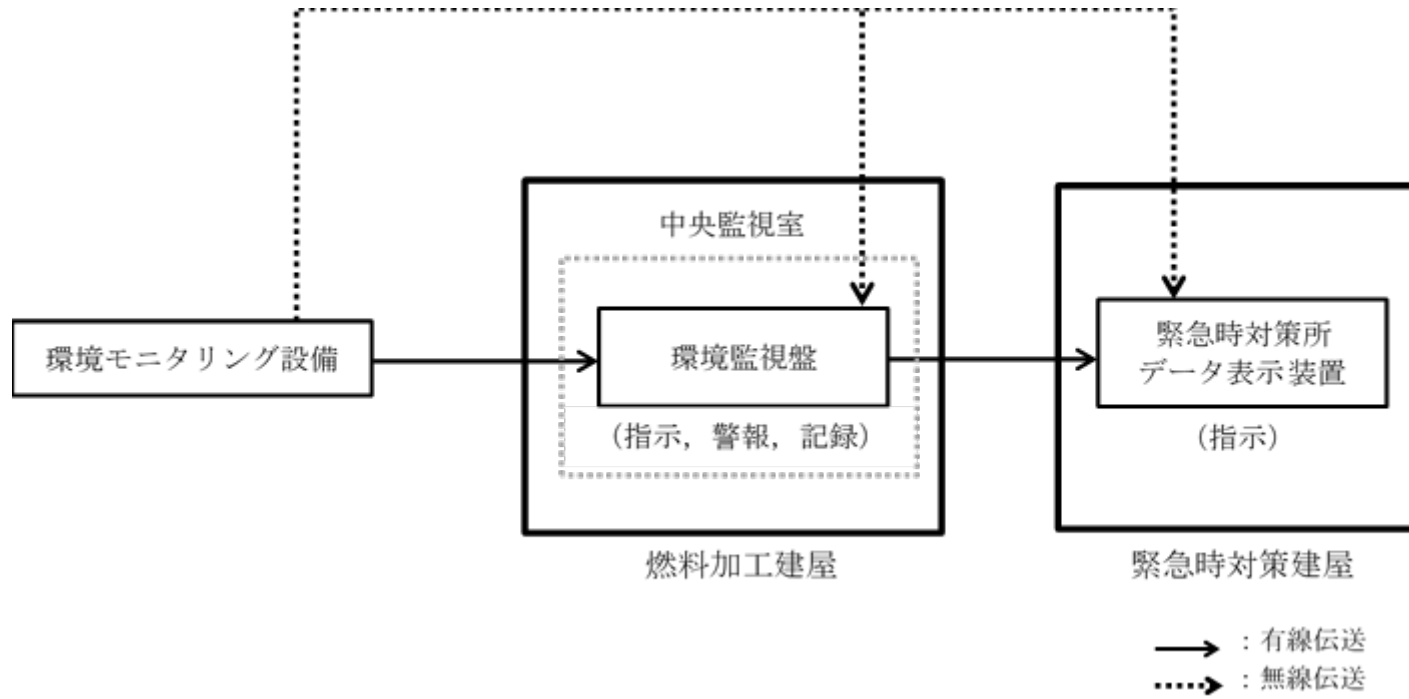 中央監視室
環境モニタリング設備
環境監視盤
(指示，警報，記録)
燃料加工建屋
緊急時対策所
データ表示装置
(指示)
緊急時対策建屋
：有線伝送
：無線伝送